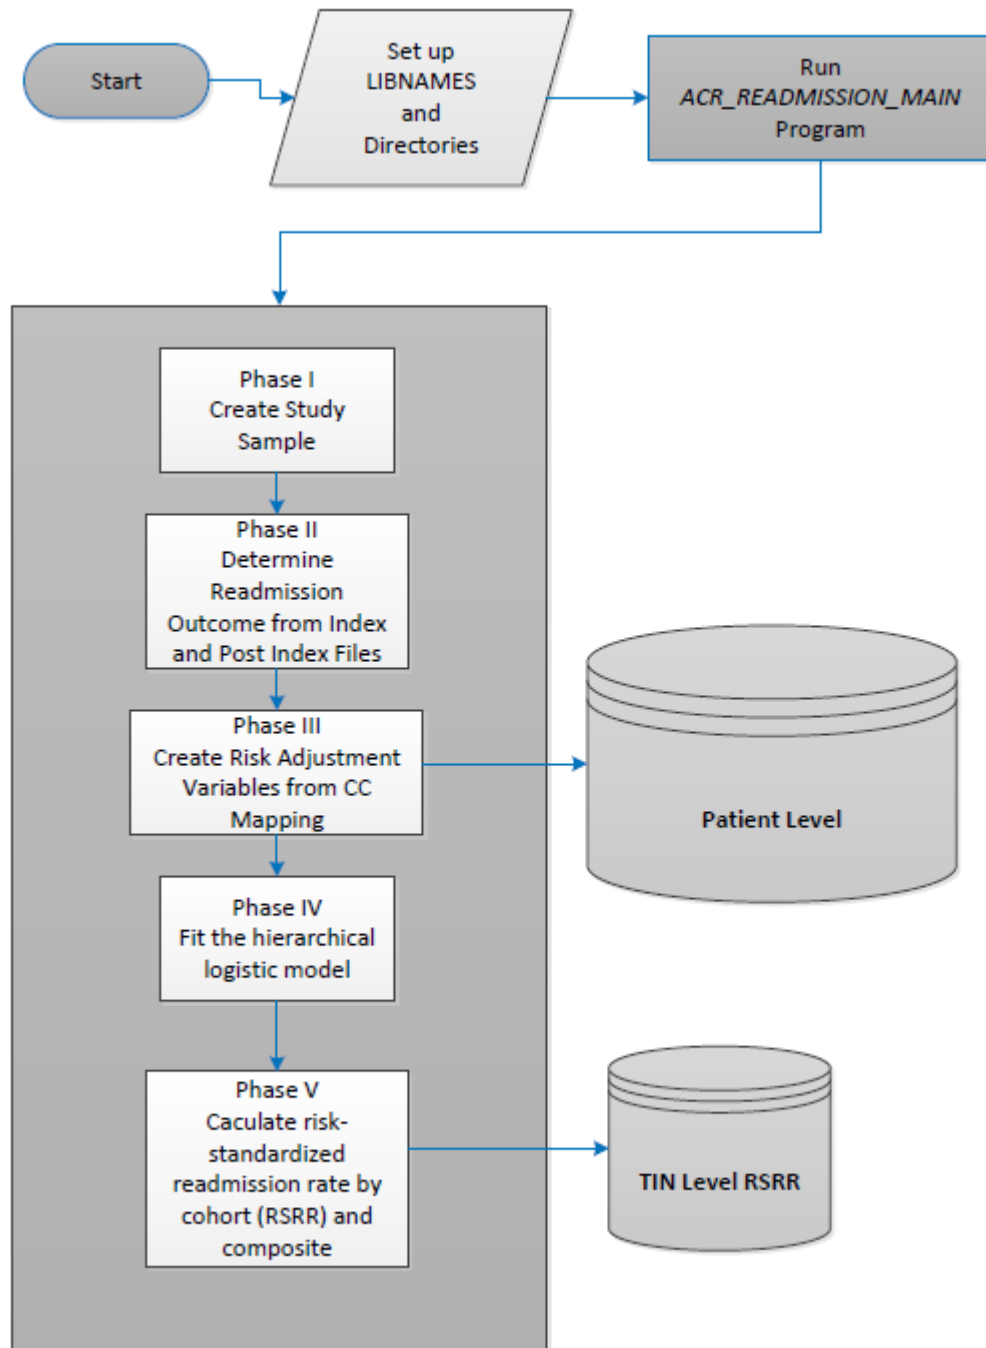 Start
Set up
LIBNAMES
and
Directories
Run
ACR_READMISSION_MAIN
Program
Phase I
Create Study
Sample
Phase II
Determine
Readmission
Outcome from Index
and Post Index Files
Phase III
Create Risk Adjustment
Variables from CC
Mapping
Patient Level
Phase IV
Fit the hierarchical
logistic model
Phase V
Caculate risk-
standardized
readmission rate by
cohort (RSRR) and
composite
TIN Level RSRR